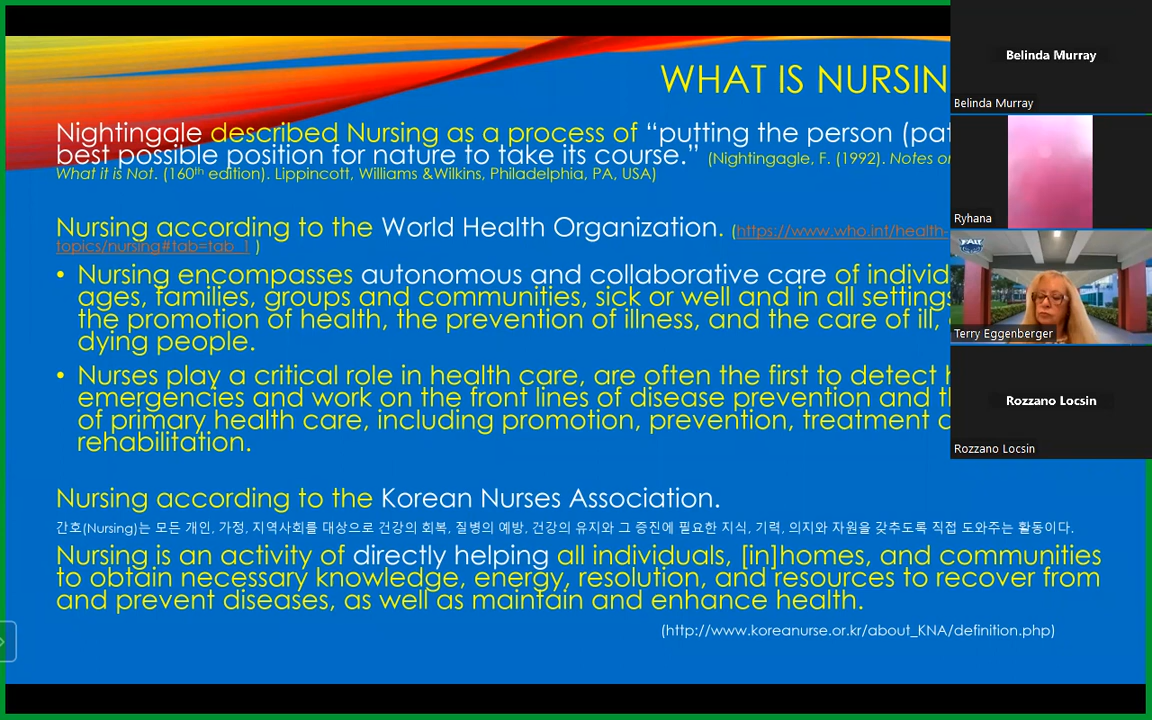 WHAT IS NURSIN
Nightingale described Nursing as a process of “putting the person (pat
best possible position for nature to take its course.” (Nightingagle, F. (1992). Notes on
What it is Not. (160th edition). Lippincott, Williams &Wilkins, Philadelphia, PA, USA)
Nursing according to the World Health Organization. (https://www.who.int/health-
topics/nursing#tab=tab_1 )
• Nursing encompasses autonomous and collaborative care of individ
ages, families, groups and communities, sick or well and in all settings
the promotion of health, the prevention of illness, and the care of ill,
dying people.
• Nurses play a critical role in health care, are often the first to detect h
emergencies and work on the front lines of disease prevention and th
of primary health care, including promotion, prevention, treatment a
rehabilitation.
Nursing according to the Korean Nurses Association.
간호(Nursing)는 모든 개인, 가정, 지역사회를 대상으로 건강의 회복, 질병의 예방, 건강의 유지와 그 증진에 필요한 지식, 기력, 의지와 자원을 갖추도록 직접 도와주는 활동이다.
Nursing is an activity of directly helping all individuals, [in]homes, and communities
to obtain necessary knowledge, energy, resolution, and resources to recover from
and prevent diseases, as well as maintain and enhance health.
(http://www.koreanurse.or.kr/about_KNA/definition.php)
Belinda Murray
Belinda Murray
Ryhana
FAU
Terry Eggenberger
Rozzano Locsin
Rozzano Locsin